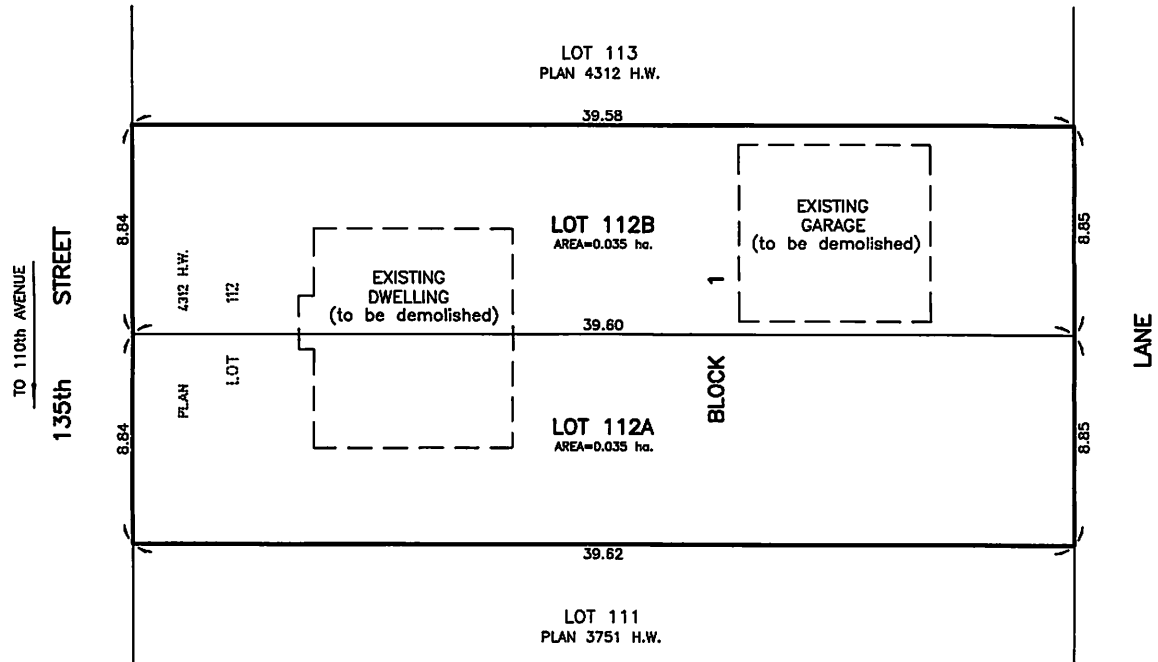 LOT 113
PLAN 4312 H.W.
39.58
8.84
LOT 112B
AREA=0.035 ha.
EXISTING
GARAGE
(to be demolished)
8.85
TO 110th AVENUE
135th STREET
PLAN 4312 H.W.
LOT 112
EXISTING
DWELLING
(to be demolished)
BLOCK 1
39.60
LANE
8.84
LOT 112A
AREA=0.035 ha.
8.85
39.62
LOT 111
PLAN 3751 H.W.